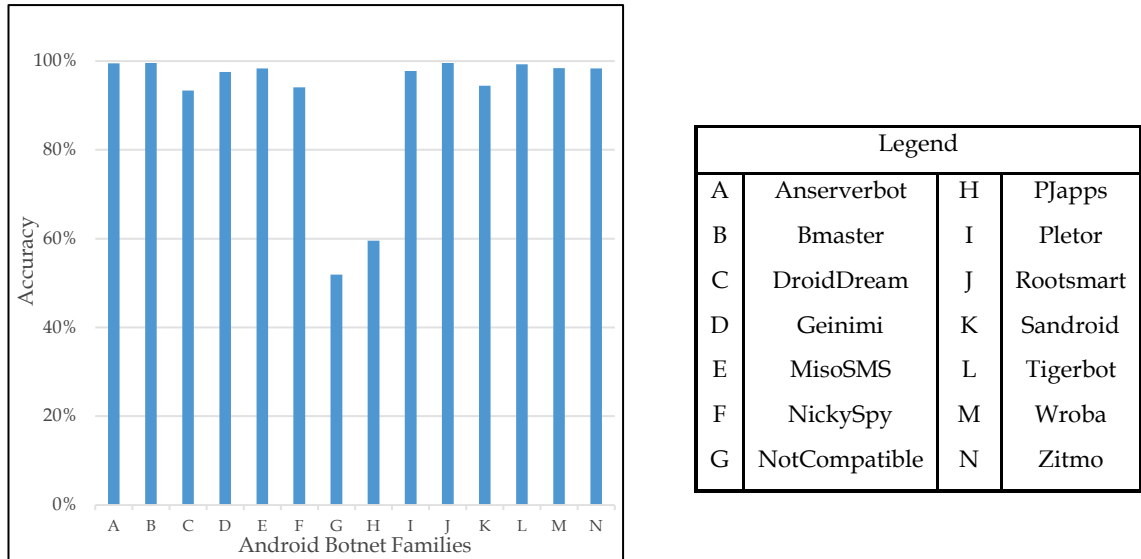 100%
80%
60%
40%
20%
0%
Accuracy
A B C D E F G H I J K L M N
Android Botnet Families
Legend
A Anserverbot H PJapps
B Bmaster I Pletor
C DroidDream J Rootsmart
D Geinimi K Sandroid
E MisoSMS L Tigerbot
F NickySpy M Wroba
G NotCompatible N Zitmo